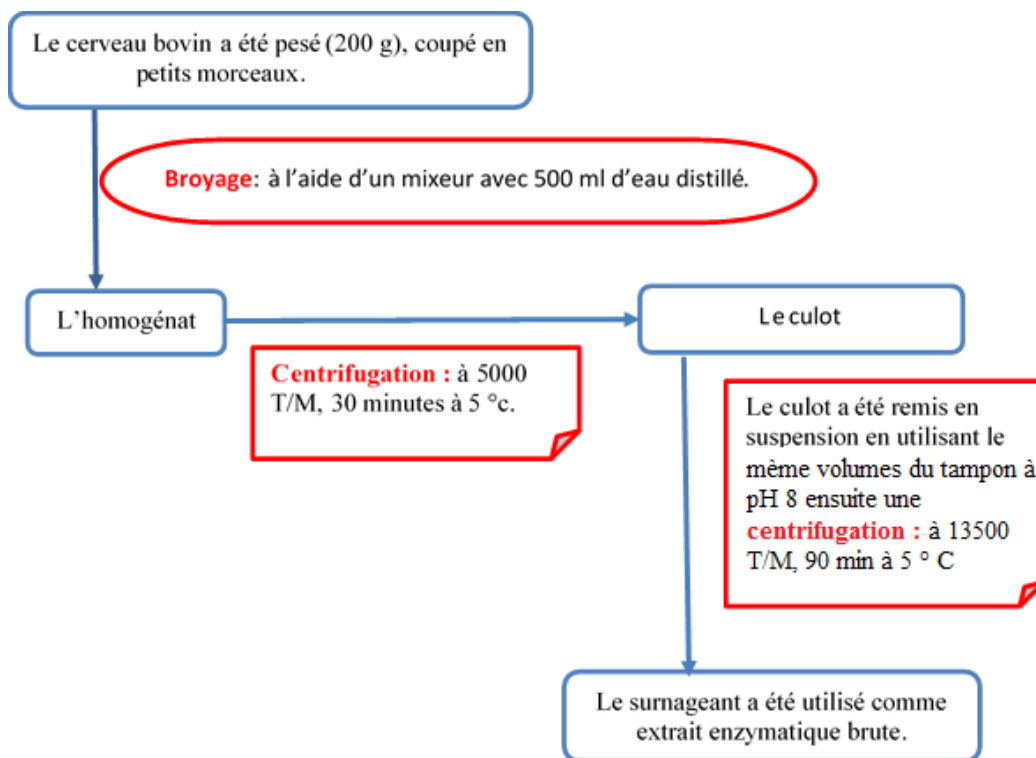 Le cerveau bovin a été pesé (200 g), coupé en
petits morceaux.
Broyage: à l'aide d'un mixeur avec 500 ml d'eau distillé.
L'homogénat
Le culot
Centrifugation : à 5000
T/M, 30 minutes à 5 °c.
Le culot a été remis en
suspension en utilisant le
mème volumes du tampon à
pH 8 ensuite une
centrifugation : à 13500
T/M, 90 min à 5 ° C
Le surnageant a été utilisé comme
extrait enzymatique brute.